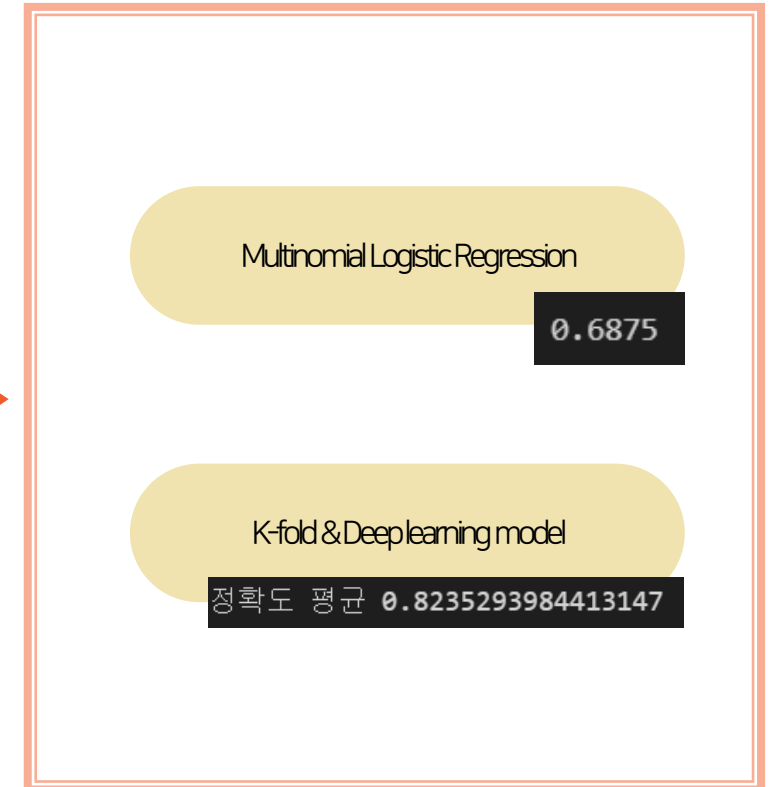 Multinomial Logistic Regression
0.6875
K-fold & Deep learning model
정확도 평균 0.8235293984413147